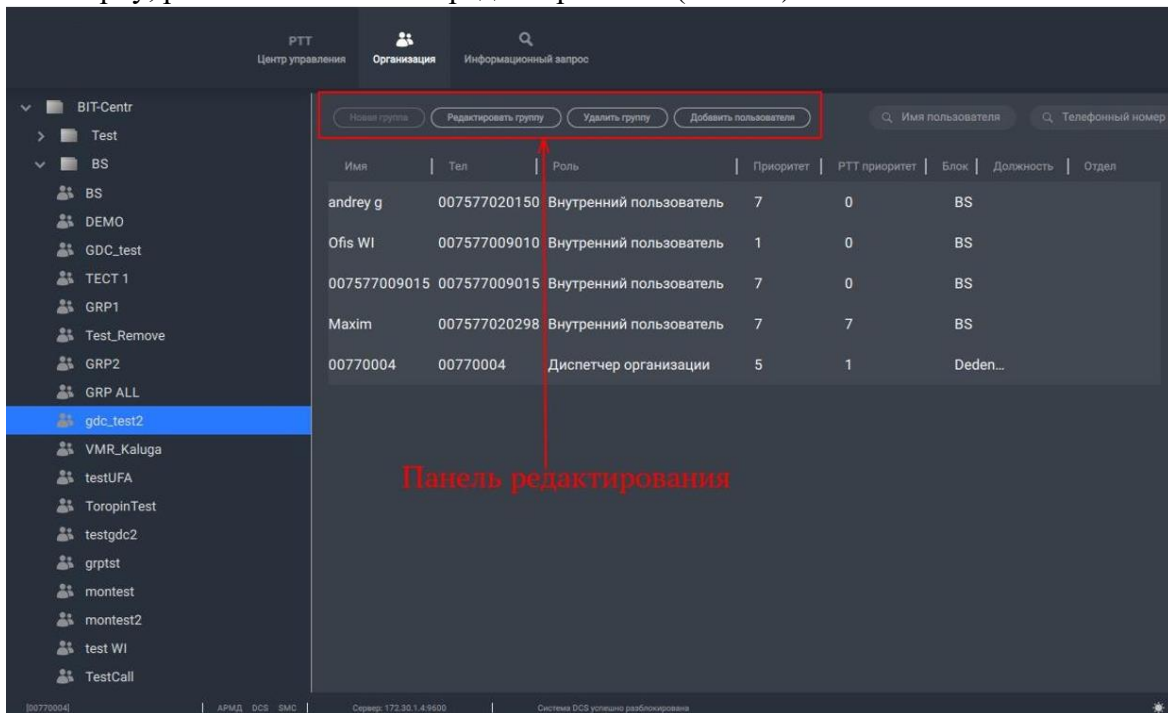 PTT
Центр управления
Организация
Информационный запрос
BIT-Centr
Test
BS
BS
DEMO
GDC_test
ТЕСТ 1
GRP1
Test_Remove
GRP2
GRP ALL
gdc_test2
VMR_Kaluga
testUFA
ToropinTest
testgdc2
grptst
montest
montest2
test WI
TestCall
Новая группа Редактировать группу Удалить группу Добавить пользователя Имя пользователя Телефонный номер
Имя Тел Роль Приоритет PTT приоритет Блок Должность Отдел
andrey g 007577020150 Внутренний пользователь 7 0 BS
Ofis WI 007577009010 Внутренний пользователь 1 0 BS
007577009015 007577009015 Внутренний пользователь 7 0 BS
Maxim 007577020298 Внутренний пользователь 7 7 BS
00770004 00770004 Диспетчер организации 5 1 Deden...
Панель редактирования
[00770004] АРМД DCS SMC Сервер: 172.30.1.4:9600 Система DCS успешно разблокирована